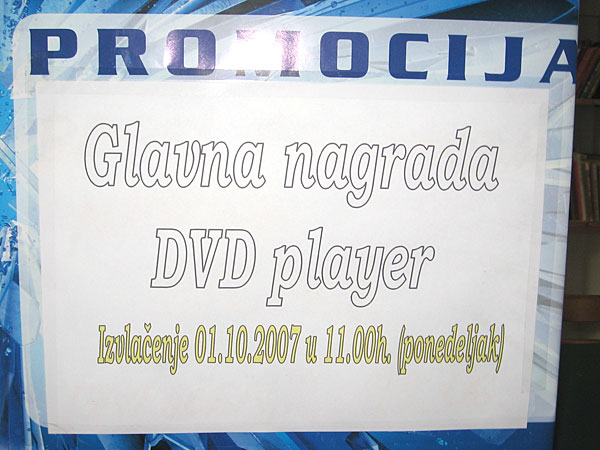 PROMOCIJA
Glavna nagrada
DVD player
Izvlačenje 01.10.2007 u 11.00h. (ponedeljak)